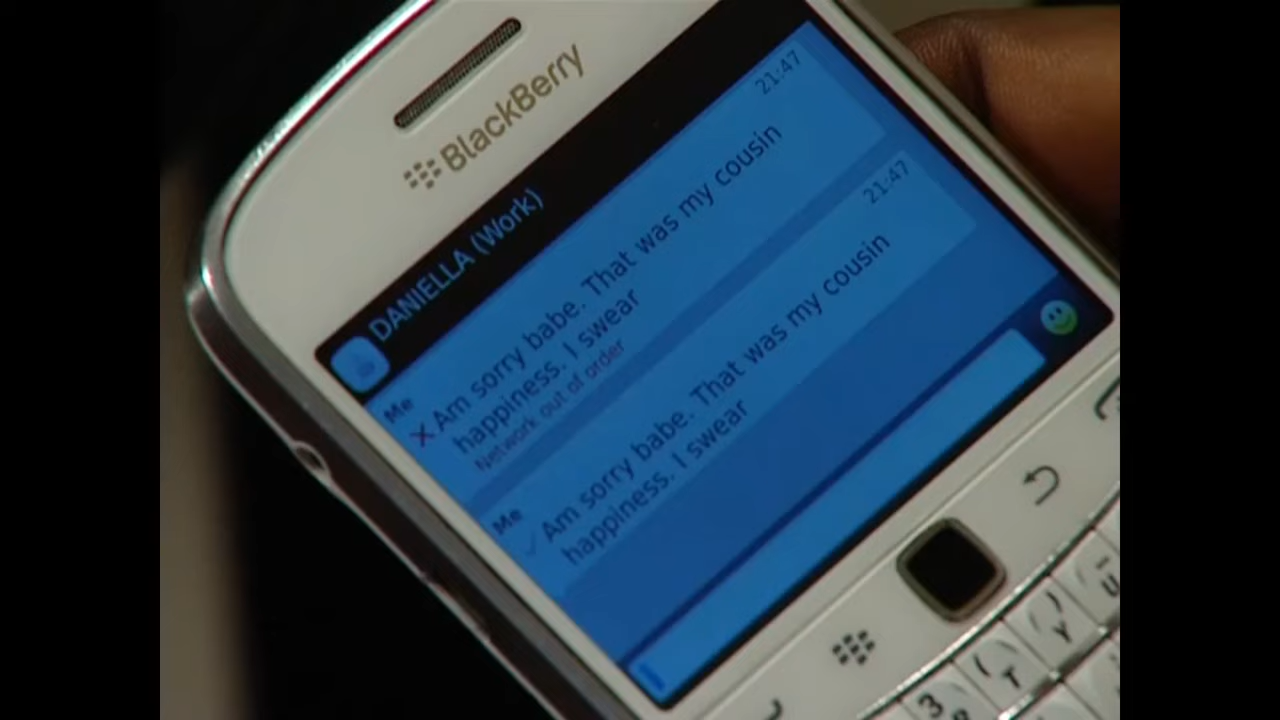 BlackBerry
DANIELLA (Work)
21:47
Me
Am sorry babe. That was my cousin
happiness. I swear
Network out of order
21:47
Me
Am sorry babe. That was my cousin
happiness. I swear
U
)
Y
(
T
3